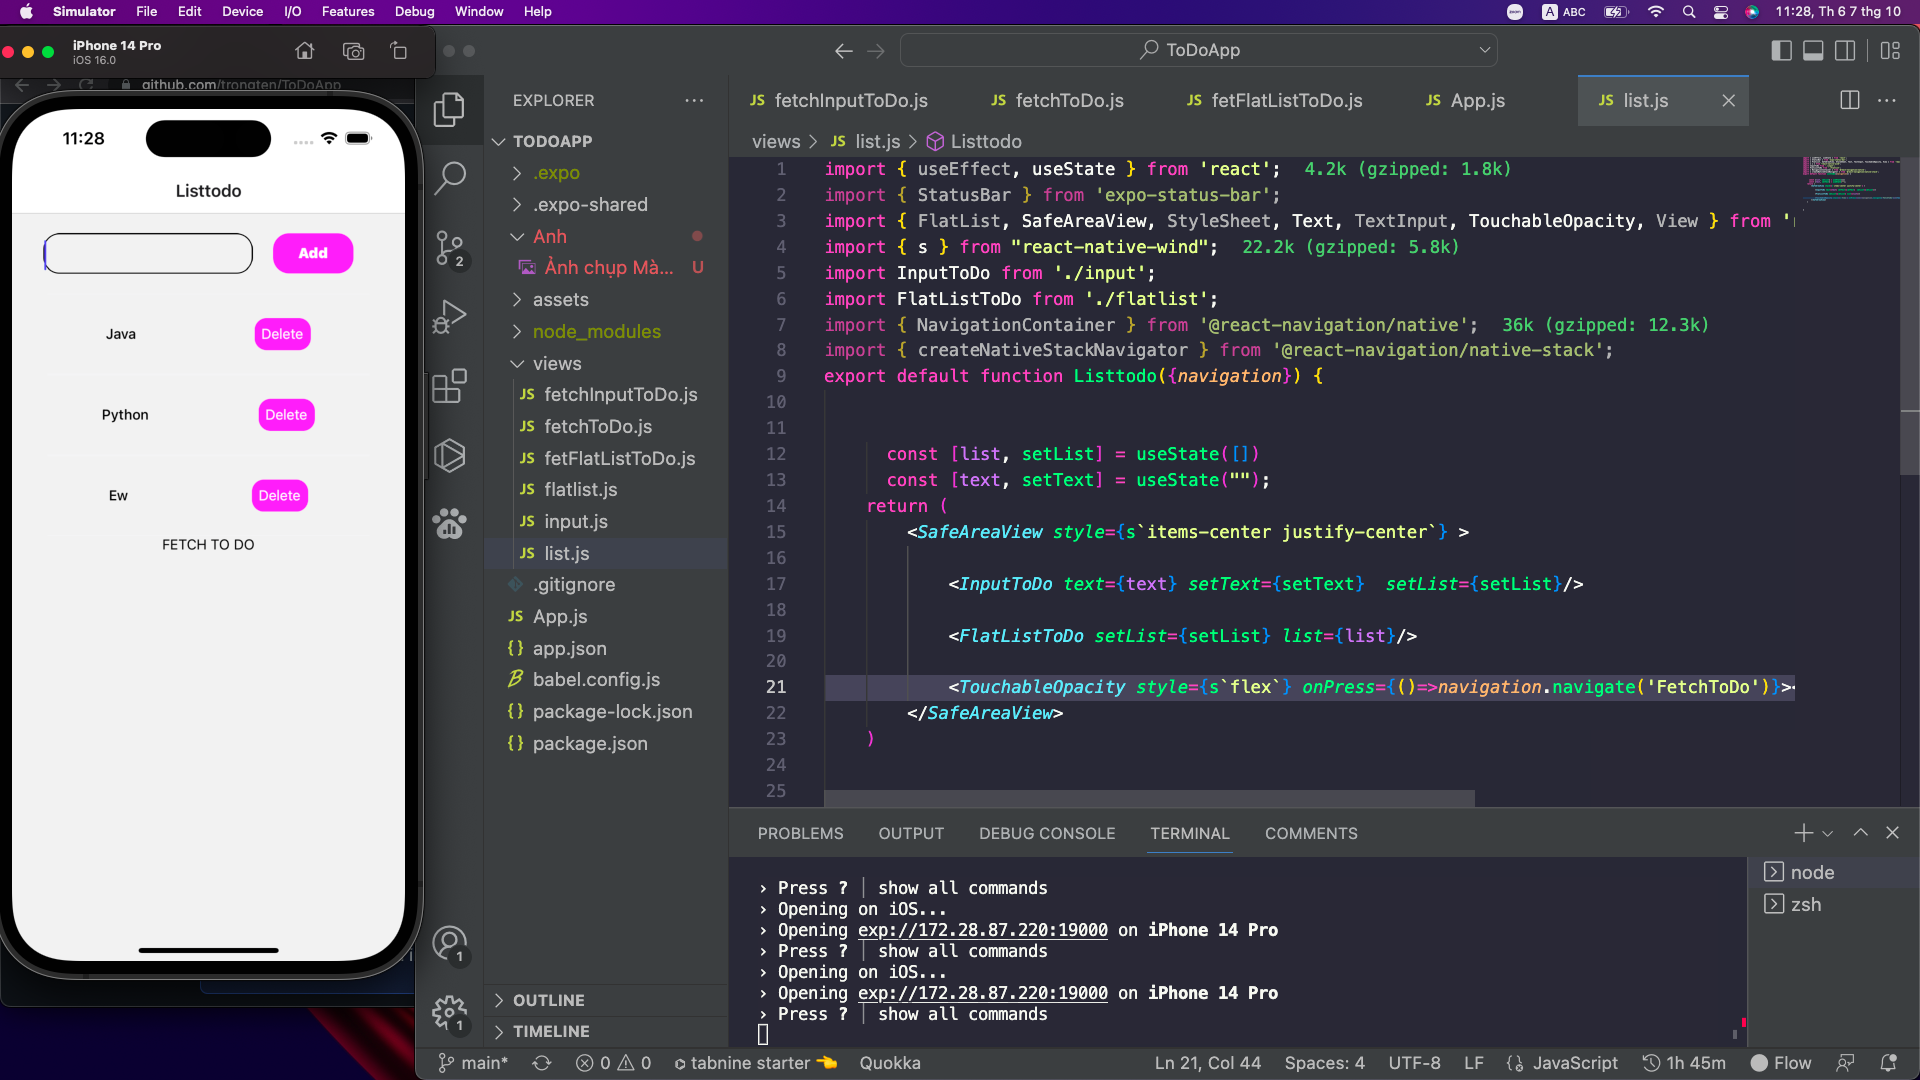 Simulator File Edit Device I/O Features Debug Window Help
zoom A ABC 11:28, Th 6 7 thg 10
iPhone 14 Pro
iOS 16.0
github.com/trongten/ToDoApp
11:28
Listtodo
Add
Java Delete
Python Delete
Ew Delete
FETCH TO DO
ToDoApp
EXPLORER
TODOAPP
.expo
.expo-shared
Anh
Ảnh chụp Mà... U
assets
node_modules
views
JS fetchInputToDo.js
JS fetchToDo.js
JS fetFlatListToDo.js
JS flatlist.js
JS input.js
JS list.js
.gitignore
JS App.js
{} app.json
babel.config.js
{} package-lock.json
{} package.json
OUTLINE
TIMELINE
2
1
1
JS fetchInputToDo.js JS fetchToDo.js JS fetFlatListToDo.js JS App.js JS list.js
views > JS list.js > Listtodo
1 import { useEffect, useState } from 'react'; 4.2k (gzipped: 1.8k)
2 import { StatusBar } from 'expo-status-bar';
3 import { FlatList, SafeAreaView, StyleSheet, Text, TextInput, TouchableOpacity, View } from '
4 import { s } from "react-native-wind"; 22.2k (gzipped: 5.8k)
5 import InputToDo from './input';
6 import FlatListToDo from './flatlist';
7 import { NavigationContainer } from '@react-navigation/native'; 36k (gzipped: 12.3k)
8 import { createNativeStackNavigator } from '@react-navigation/native-stack';
9 export default function Listtodo({navigation}) {
10
11
12 const [list, setList] = useState([])
13 const [text, setText] = useState("");
14 return (
15 <SafeAreaView style={s`items-center justify-center`} >
16
17 <InputToDo text={text} setText={setText} setList={setList}/>
18
19 <FlatListToDo setList={setList} list={list}/>
20
21 <TouchableOpacity style={s`flex`} onPress={()=>navigation.navigate('FetchToDo')}>
22 </SafeAreaView>
23 )
24
25
PROBLEMS OUTPUT DEBUG CONSOLE TERMINAL COMMENTS
› Press ? │ show all commands
› Opening on iOS...
› Opening exp://172.28.87.220:19000 on iPhone 14 Pro
› Press ? │ show all commands
› Opening on iOS...
› Opening exp://172.28.87.220:19000 on iPhone 14 Pro
› Press ? │ show all commands
node
zsh
main* 0 0 tabnine starter 👈 Quokka Ln 21, Col 44 Spaces: 4 UTF-8 LF {} JavaScript 1h 45m Flow